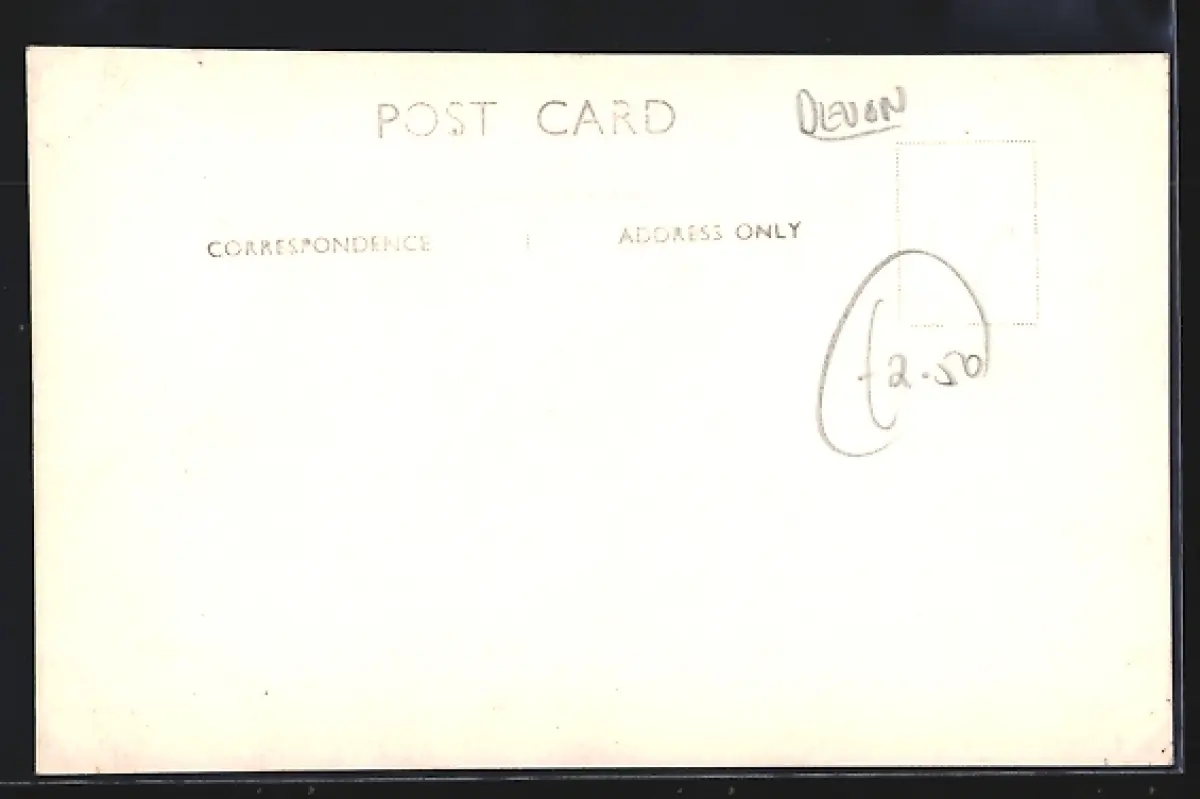 POST CARD
DEVON
CORRESPONDENCE
ADDRESS ONLY
£2.50